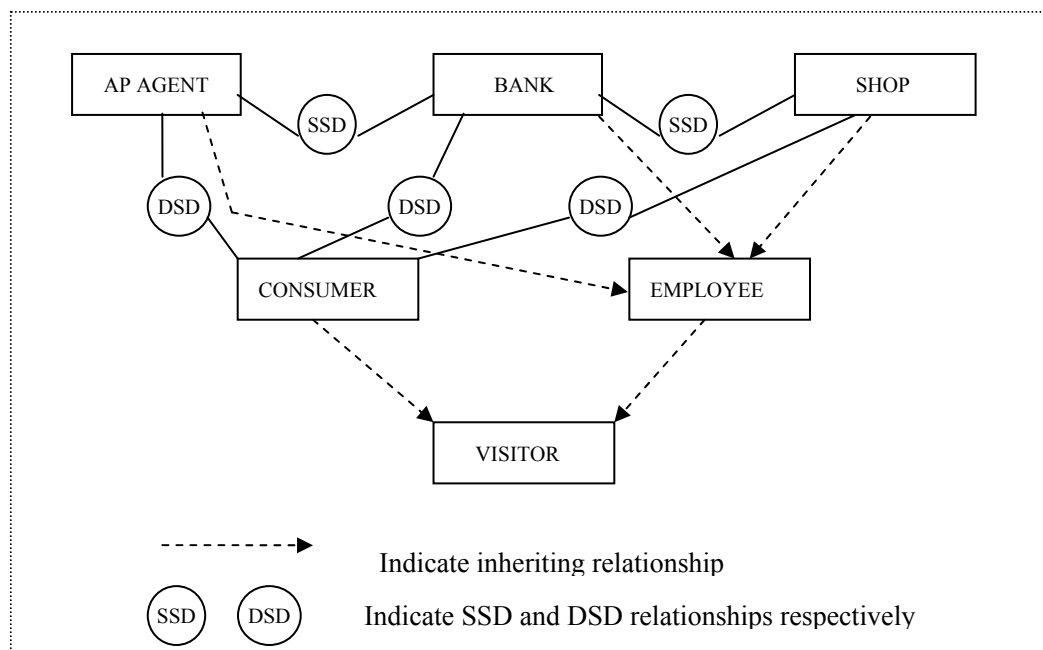 AP AGENT
BANK
SHOP
SSD
SSD
DSD
DSD
DSD
CONSUMER
EMPLOYEE
VISITOR
Indicate inheriting relationship
SSD
DSD
Indicate SSD and DSD relationships respectively